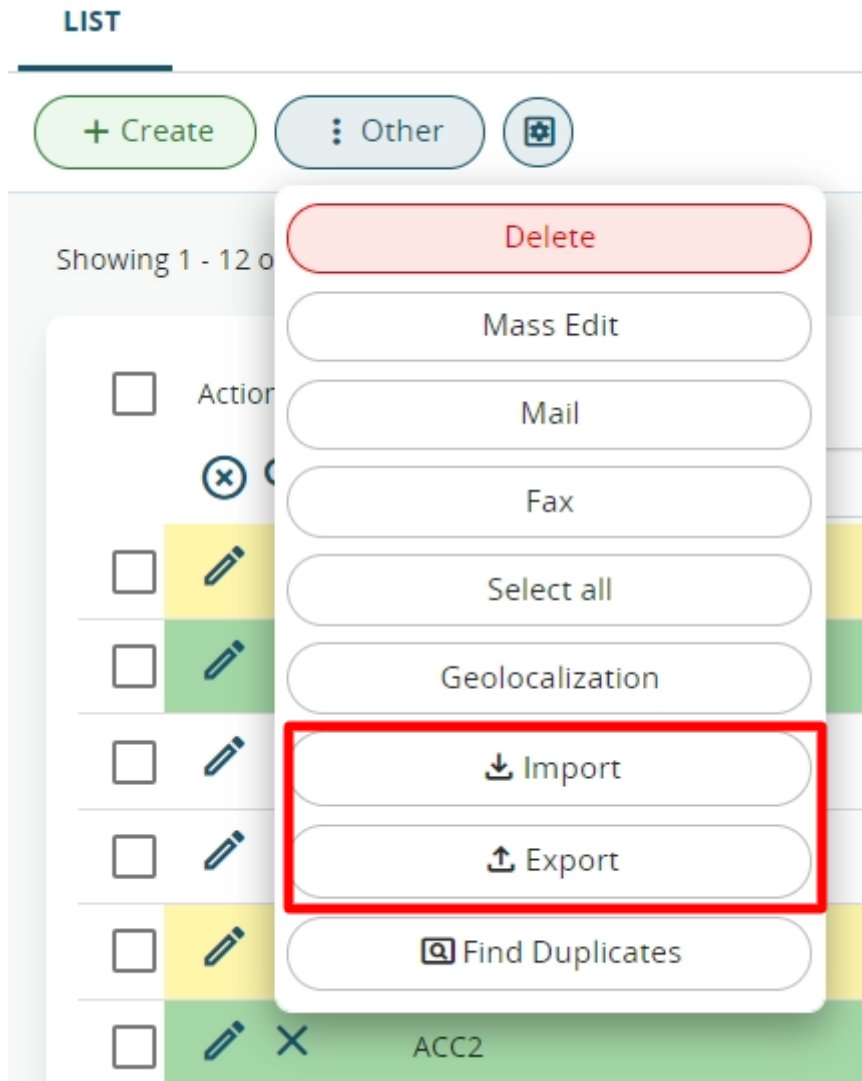 LIST
+ Create
Other
Delete
Showing 1 - 12 o
Mass Edit
Action
Mail
Fax
Select all
Geolocalization
Import
Export
Find Duplicates
ACC2